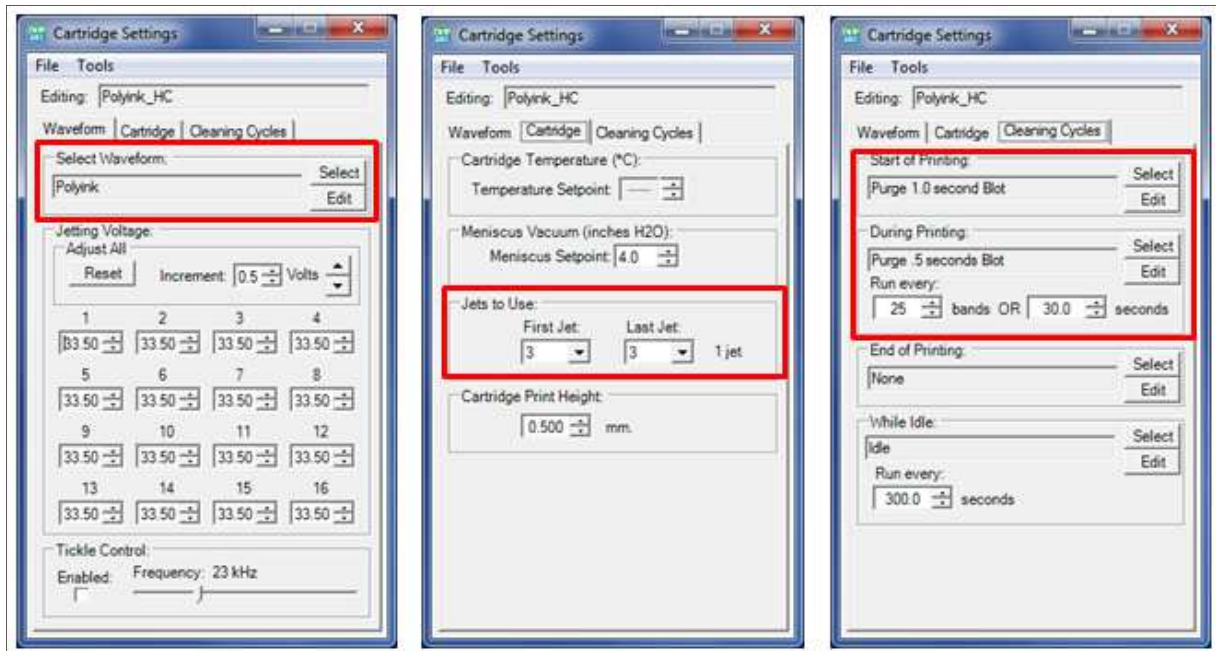 Cartridge Settings
File Tools
Editing: Polyink_HC
Waveform Cartridge Cleaning Cycles
Select Waveform:
Polyink
Select
Edit
Jetting Voltage:
Adjust All
Reset Increment: 0.5 Volts
1 2 3 4
33.50 33.50 33.50 33.50
5 6 7 8
33.50 33.50 33.50 33.50
9 10 11 12
33.50 33.50 33.50 33.50
13 14 15 16
33.50 33.50 33.50 33.50
Tickle Control:
Enabled: Frequency: 23 kHz
Cartridge Settings
File Tools
Editing: Polyink_HC
Waveform Cartridge Cleaning Cycles
Cartridge Temperature (°C):
Temperature Setpoint: ---
Meniscus Vacuum (inches H2O):
Meniscus Setpoint: 4.0
Jets to Use:
First Jet: Last Jet:
3 3 1 jet
Cartridge Print Height:
0.500 mm.
Cartridge Settings
File Tools
Editing: Polyink_HC
Waveform Cartridge Cleaning Cycles
Start of Printing:
Purge 1.0 second Blot
Select
Edit
During Printing:
Purge .5 seconds Blot
Select
Edit
Run every:
25 bands OR 30.0 seconds
End of Printing:
None
Select
Edit
While Idle:
Idle
Select
Edit
Run every:
300.0 seconds